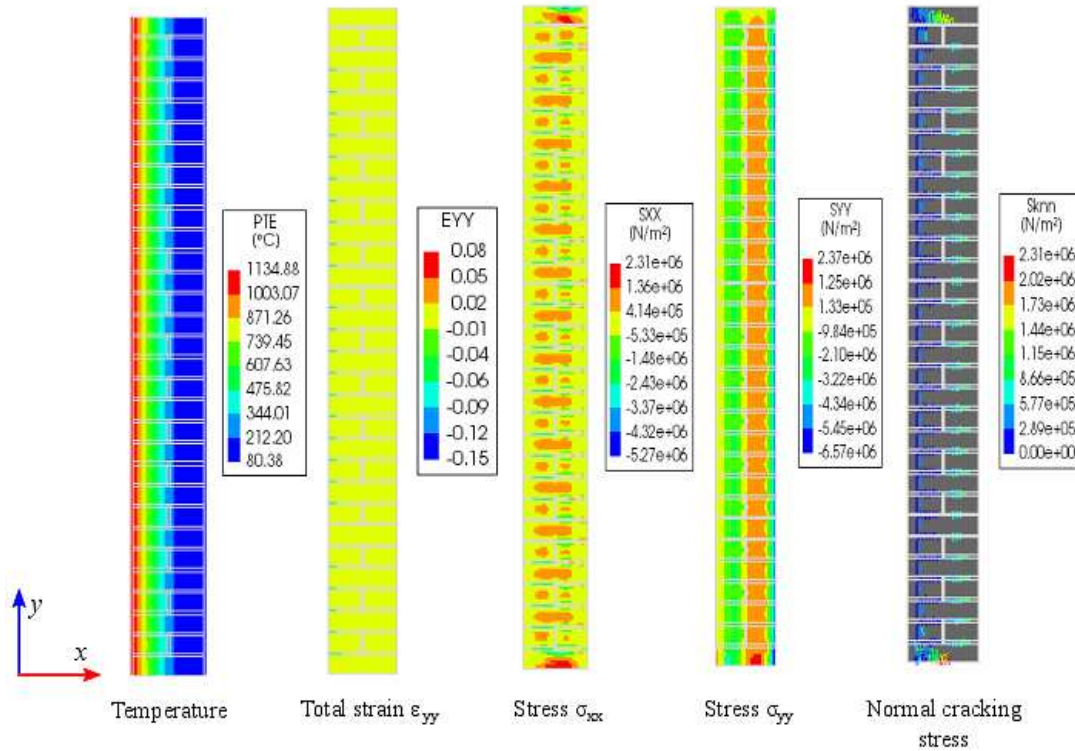 PTE
(°C)
1134.88
1003.07
871.26
739.45
607.63
475.82
344.01
212.20
80.38
EYY
0.08
0.05
0.02
-0.01
-0.04
-0.06
-0.09
-0.12
-0.15
SXX
(N/m²)
2.31e+06
1.36e+06
4.14e+05
-5.33e+05
-1.48e+06
-2.43e+06
-3.37e+06
-4.32e+06
-5.27e+06
SYY
(N/m²)
2.37e+06
1.25e+06
1.33e+05
-9.84e+05
-2.10e+06
-3.22e+06
-4.34e+06
-5.45e+06
-6.57e+06
Sknn
(N/m²)
2.31e+06
2.02e+06
1.73e+06
1.44e+06
1.15e+06
8.66e+05
5.77e+05
2.89e+05
0.00e+00
y
x
Temperature
Total strain εyy
Stress σxx
Stress σyy
Normal cracking
stress